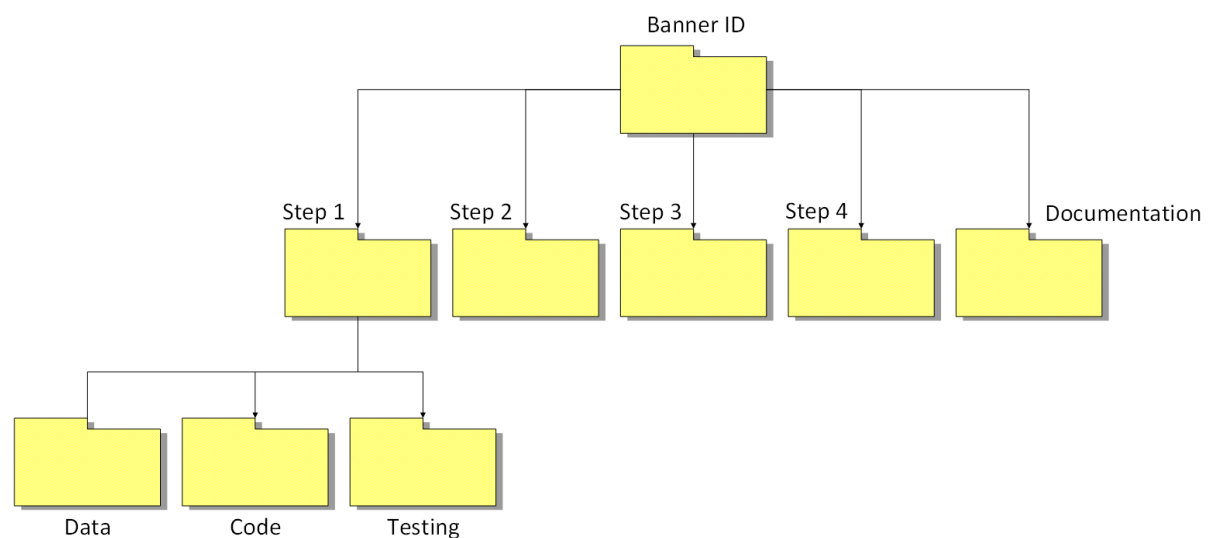 Banner ID
Step 1
Step 2
Step 3
Step 4
Documentation
Data
Code
Testing